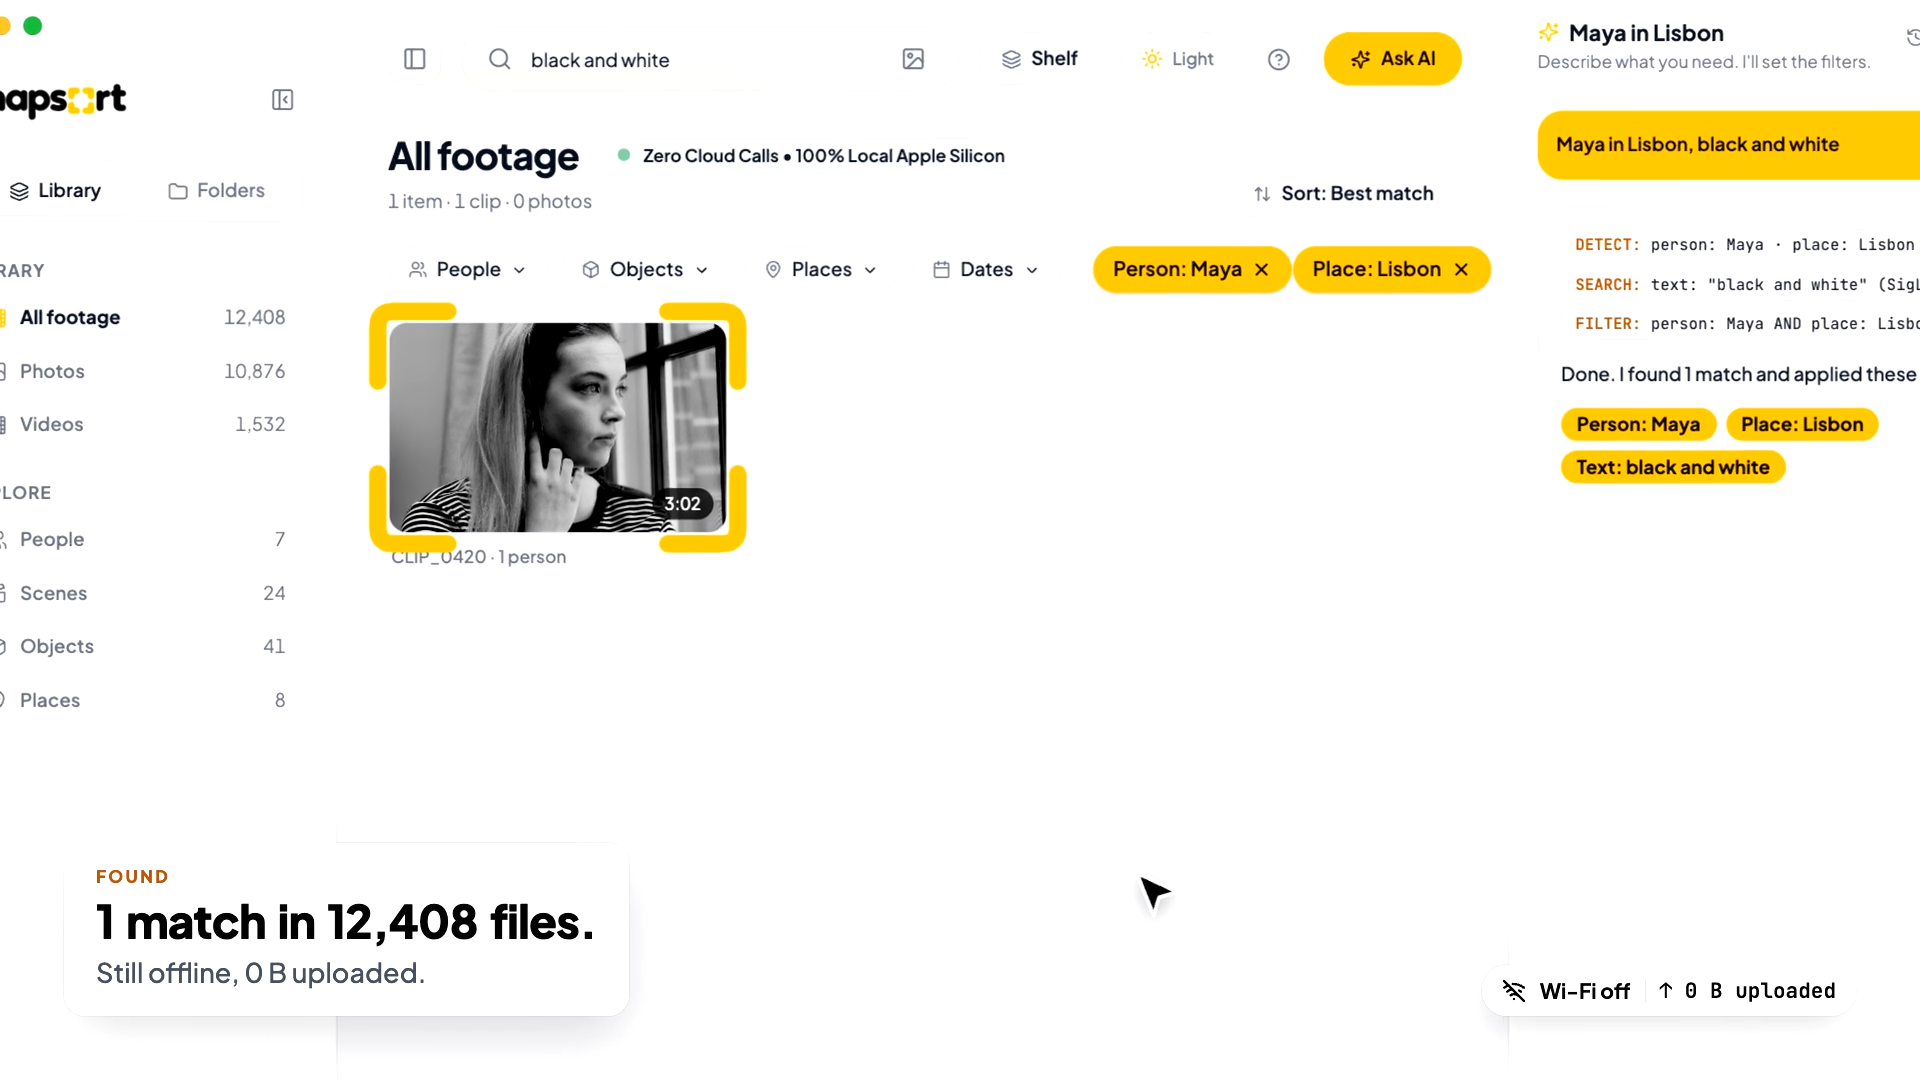 napsort
Library
Folders
RARY
All footage 12,408
Photos 10,876
Videos 1,532
PLORE
People 7
Scenes 24
Objects 41
Places 8
black and white
Shelf
Light
Ask AI
All footage
Zero Cloud Calls • 100% Local Apple Silicon
1 item · 1 clip · 0 photos
Sort: Best match
People
Objects
Places
Dates
Person: Maya ×
Place: Lisbon ×
3:02
CLIP_0420 · 1 person
Maya in Lisbon
Describe what you need. I'll set the filters.
Maya in Lisbon, black and white
DETECT: person: Maya · place: Lisbon
SEARCH: text: "black and white" (SigL
FILTER: person: Maya AND place: Lisbo
Done. I found 1 match and applied these
Person: Maya
Place: Lisbon
Text: black and white
FOUND
1 match in 12,408 files.
Still offline, 0 B uploaded.
Wi-Fi off
↑ 0 B uploaded